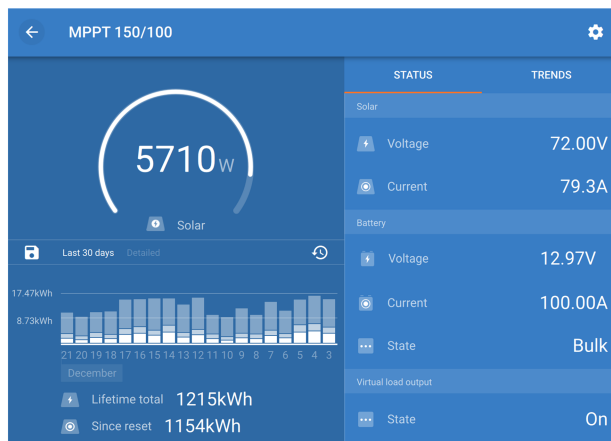 MPPT 150/100
5710W
Solar
Last 30 days Detailed
17.47kWh
8.73kWh
21 20 19 18 17 16 15 14 13 12 11 10 9 8 7 6 5 4 3
December
Lifetime total 1215kWh
Since reset 1154kWh
STATUS TRENDS
Solar
Voltage 72.00V
Current 79.3A
Battery
Voltage 12.97V
Current 100.00A
State Bulk
Virtual load output
State On